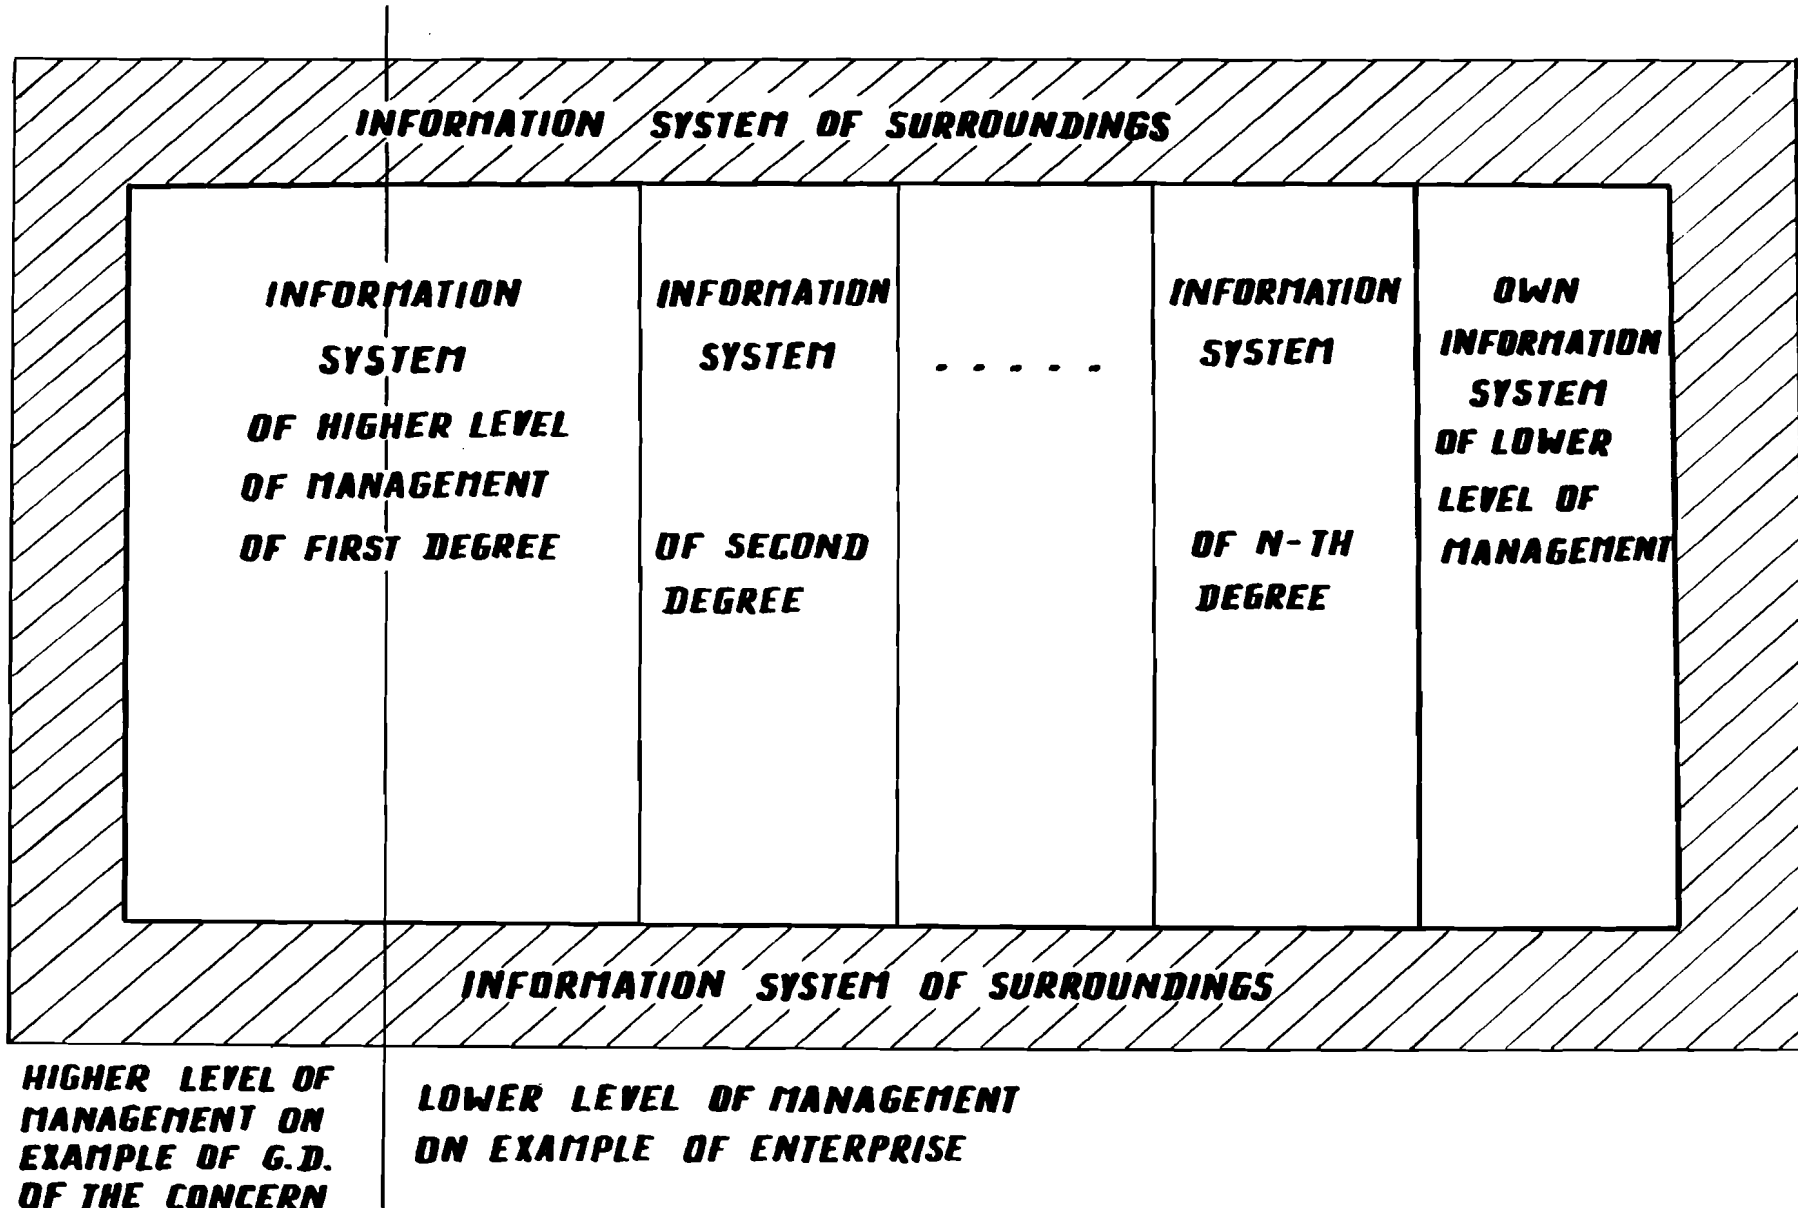 INFORMATION SYSTEM OF SURROUNDINGS
INFORMATION
SYSTEM
OF HIGHER LEVEL
OF MANAGEMENT
OF FIRST DEGREE
INFORMATION
SYSTEM
OF SECOND
DEGREE
. . . . .
INFORMATION
SYSTEM
OF N-TH
DEGREE
OWN
INFORMATION
SYSTEM
OF LOWER
LEVEL OF
MANAGEMENT
INFORMATION SYSTEM OF SURROUNDINGS
HIGHER LEVEL OF
MANAGEMENT ON
EXAMPLE OF G.D.
OF THE CONCERN
LOWER LEVEL OF MANAGEMENT
ON EXAMPLE OF ENTERPRISE